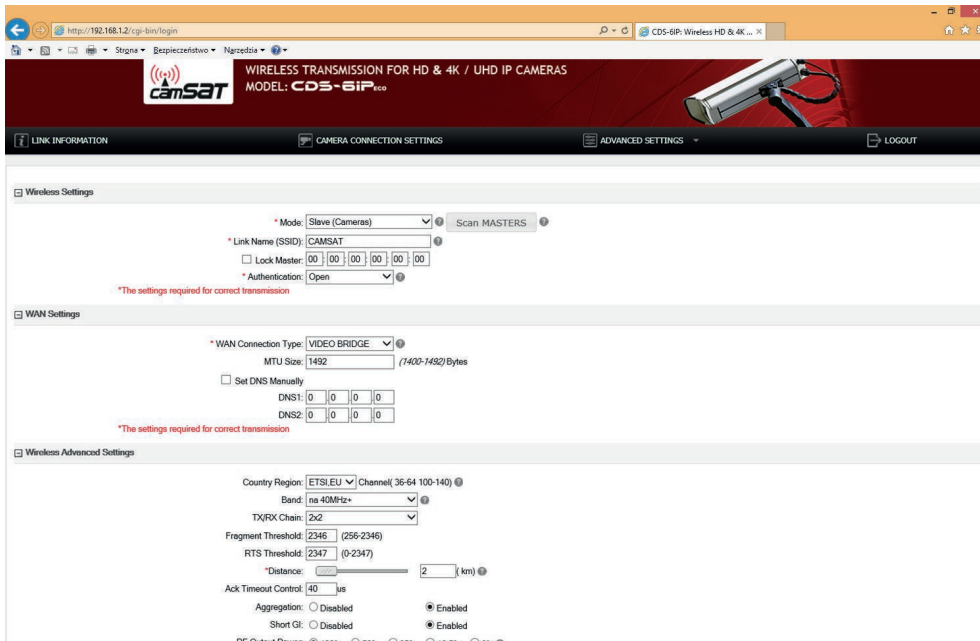 http://192.168.1.2/cgi-bin/login
CDS-6IP: Wireless HD & 4K ...
Strona Bezpieczeństwo Narzędzia
camSAT
WIRELESS TRANSMISSION FOR HD & 4K / UHD IP CAMERAS
MODEL: CDS-6IP ECO
LINK INFORMATION
CAMERA CONNECTION SETTINGS
ADVANCED SETTINGS
LOGOUT
Wireless Settings
* Mode: Slave (Cameras) Scan MASTERS
* Link Name (SSID): CAMSAT
Lock Master: 00 : 00 : 00 : 00 : 00 : 00
* Authentication: Open
*The settings required for correct transmission
WAN Settings
* WAN Connection Type: VIDEO BRIDGE
MTU Size: 1492 (1400-1492) Bytes
Set DNS Manually
DNS1: 0 . 0 . 0 . 0
DNS2: 0 . 0 . 0 . 0
*The settings required for correct transmission
Wireless Advanced Settings
Country Region: ETSI,EU Channel( 36-64 100-140)
Band: na 40MHz+
TX/RX Chain: 2x2
Fragment Threshold: 2346 (256-2346)
RTS Threshold: 2347 (0-2347)
*Distance: 2 ( km)
Ack Timeout Control: 40 us
Aggregation: Disabled Enabled
Short GI: Disabled Enabled
RF Output Power: